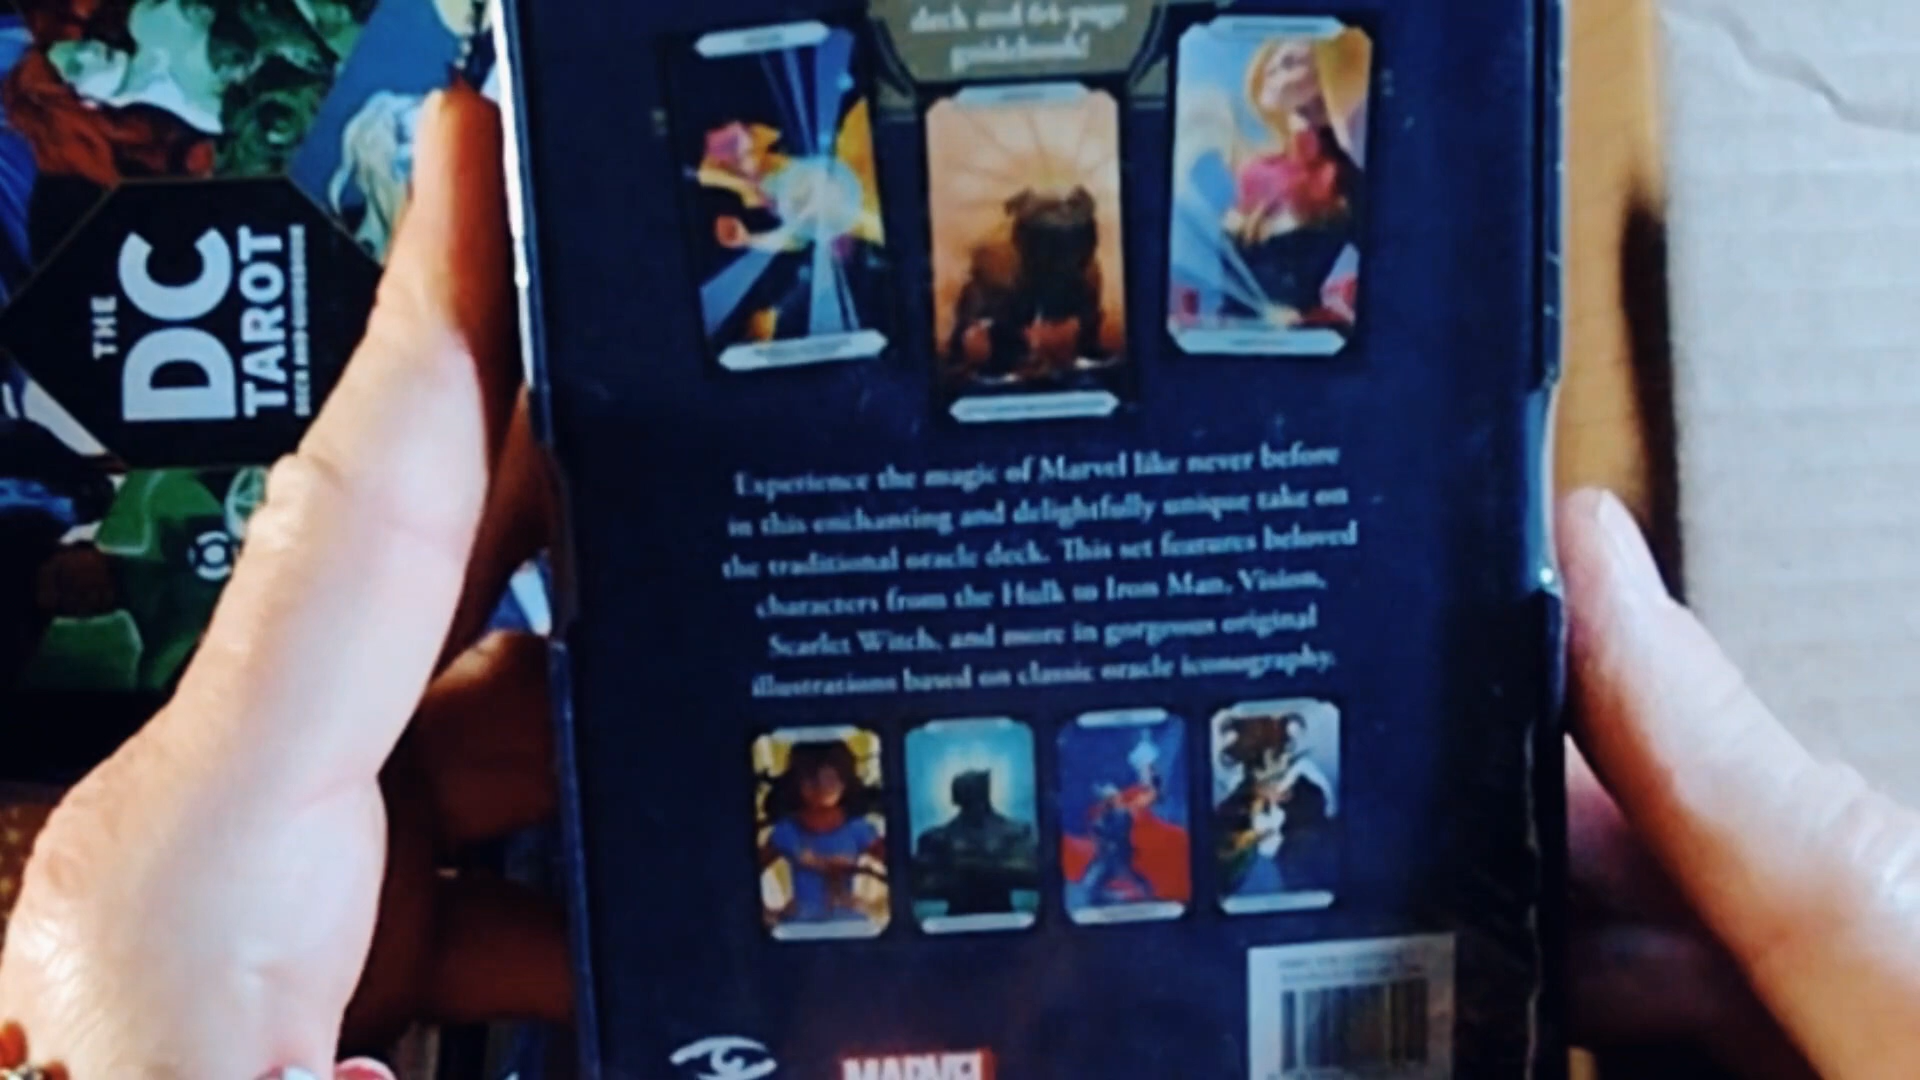 deck and 64-page
guidebook!
THE
DC
TAROT
DECK AND GUIDEBOOK
Experience the magic of Marvel like never before
in this enchanting and delightfully unique take on
the traditional oracle deck. This set features beloved
characters from the Hulk to Iron Man, Vision,
Scarlet Witch, and more in gorgeous original
illustrations based on classic oracle iconography.
MARVEL